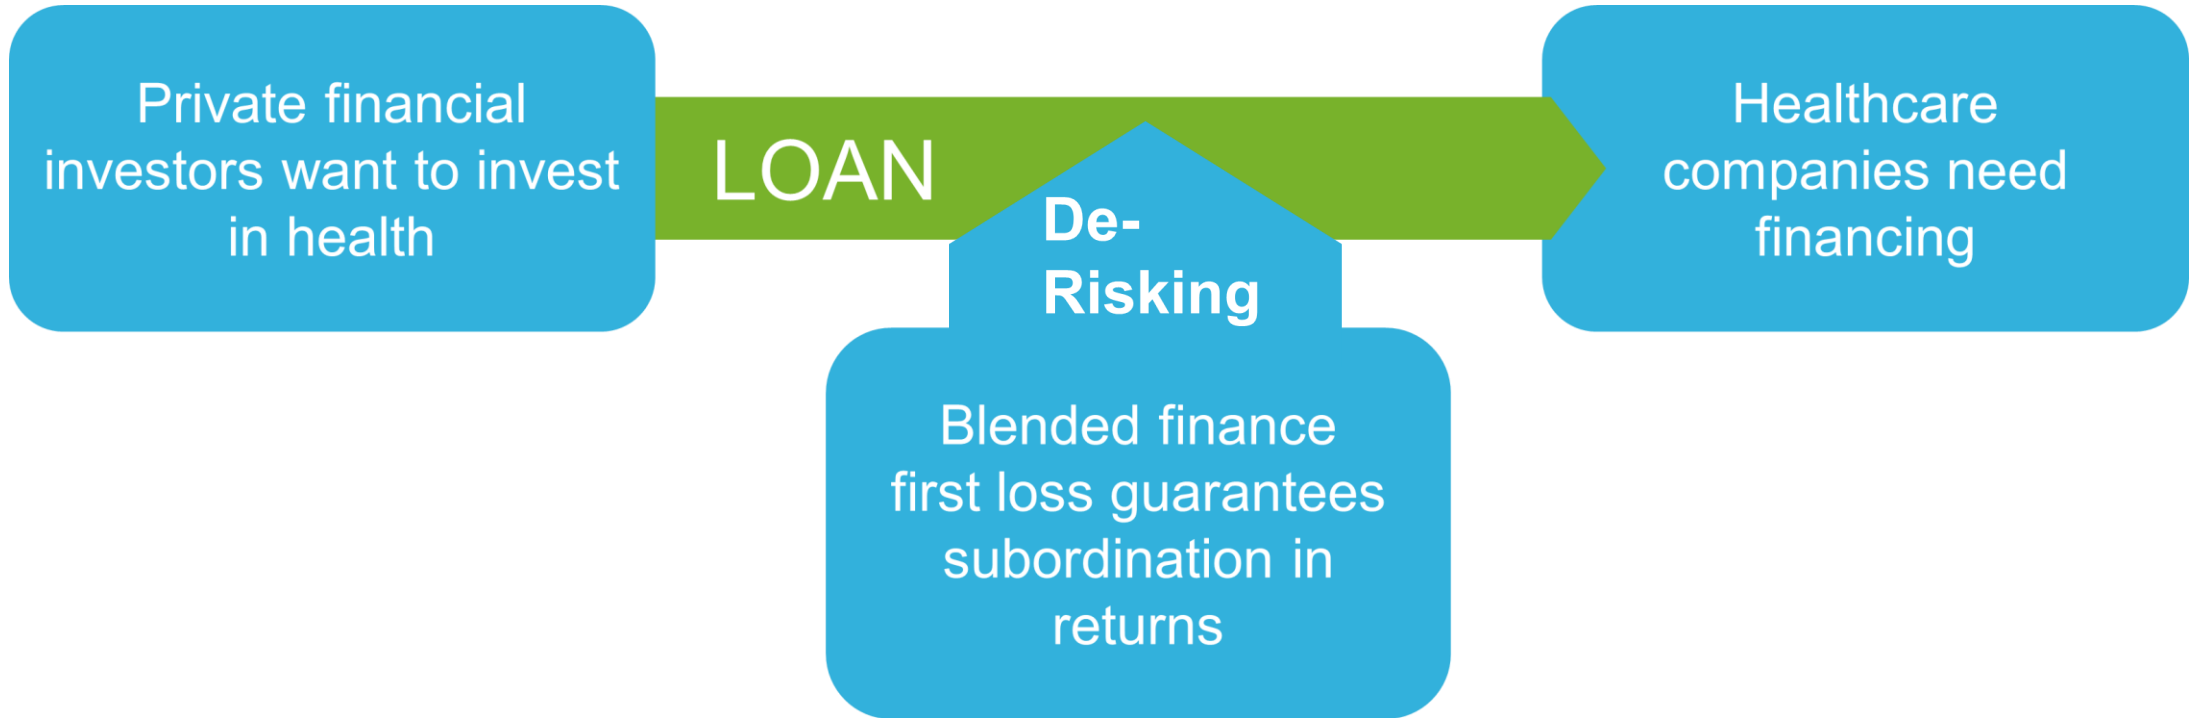 Private financial
investors want to invest
in health
LOAN
De-
Risking
Healthcare
companies need
financing
Blended finance
first loss guarantees
subordination in
returns